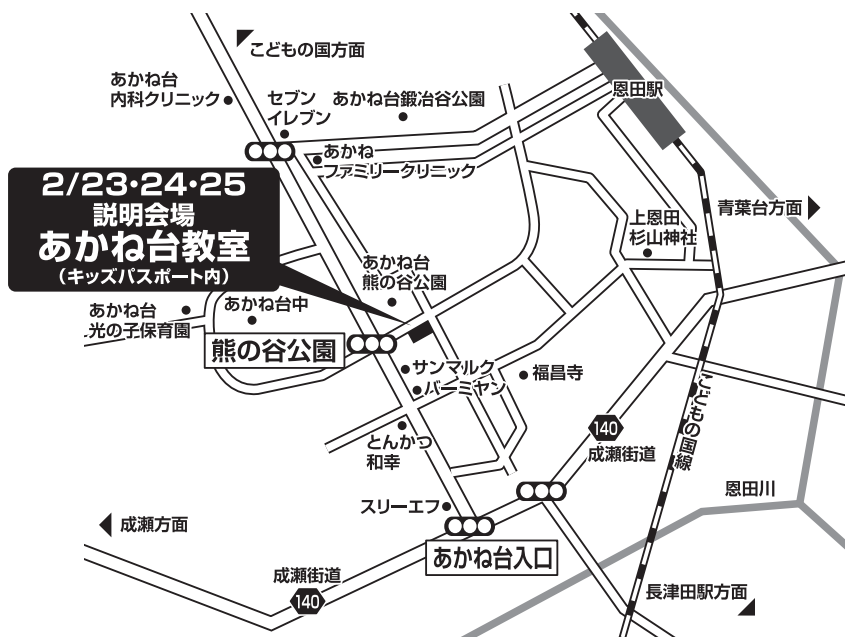 こどもの国方面
あかね台
内科クリニック
セブン
イレブン
あかね台鍛冶谷公園
恩田駅
あかね
ファミリークリニック
2/23・24・25
説明会場
あかね台教室
(キッズパスポート内)
青葉台方面
上恩田
杉山神社
あかね台
熊の谷公園
あかね台
光の子保育園
あかね台中
熊の谷公園
サンマルク
バーミヤン
福昌寺
こどもの国線
とんかつ
和幸
140
成瀬街道
恩田川
スリーエフ
成瀬方面
あかね台入口
成瀬街道
140
長津田駅方面